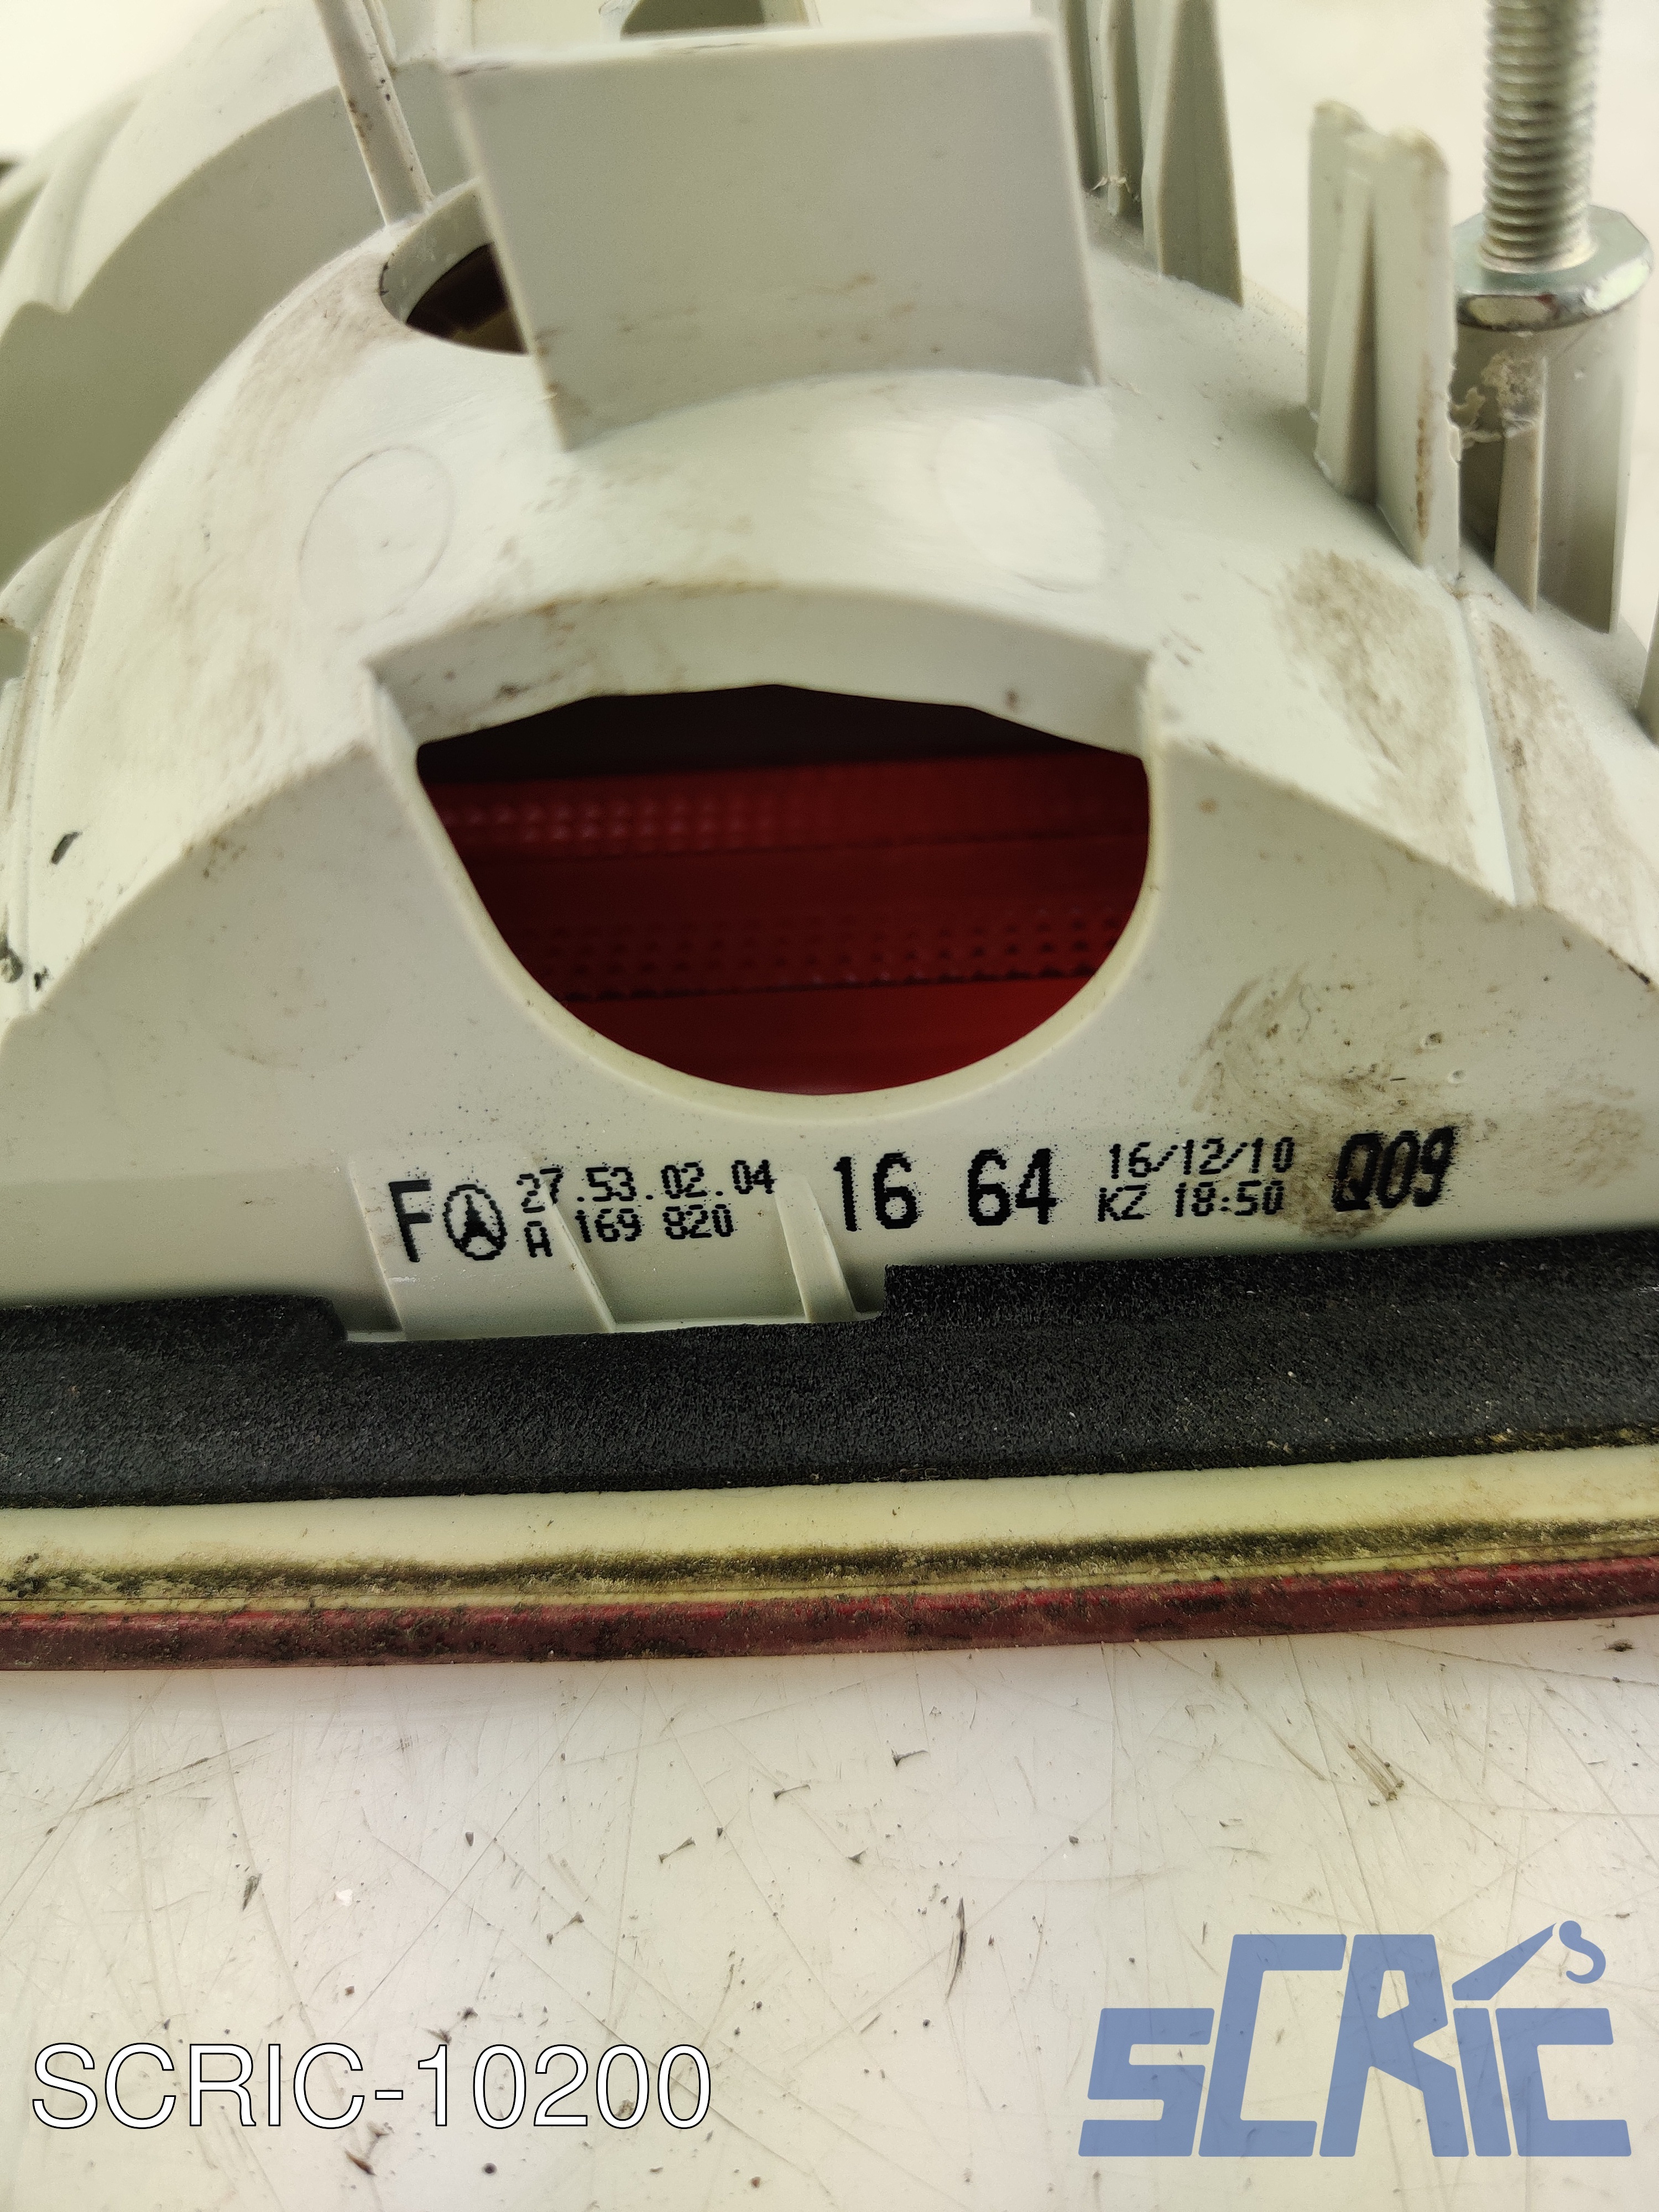 F 27.53.02.04 16 64 16/12/10 Q09
A 169 820 KZ 18:50
SCRIC-10200
SCRIC'S